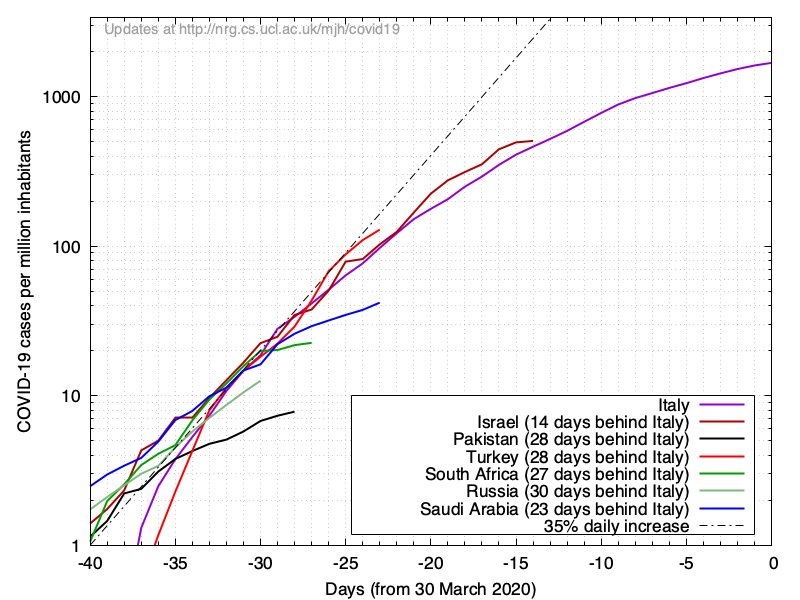 Updates at http://nrg.cs.ucl.ac.uk/mjh/covid19
COVID-19 cases per million inhabitants
1000
100
10
1
Italy
Israel (14 days behind Italy)
Pakistan (28 days behind Italy)
Turkey (28 days behind Italy)
South Africa (27 days behind Italy)
Russia (30 days behind Italy)
Saudi Arabia (23 days behind Italy)
35% daily increase
-40 -35 -30 -25 -20 -15 -10 -5 0
Days (from 30 March 2020)